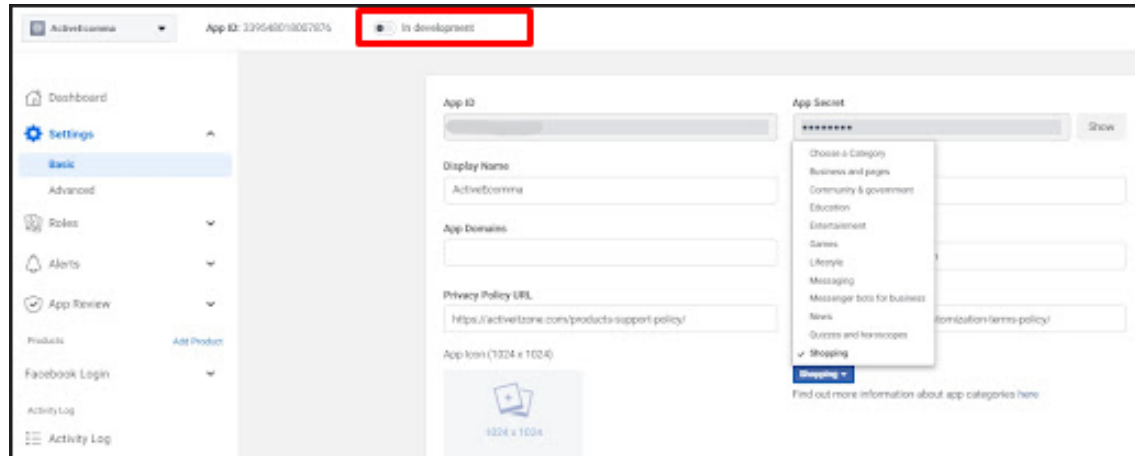 ActiveEcomma
App ID: 339548018007876
In development
Dashboard
Settings
Basic
Advanced
Roles
Alerts
App Review
Products
Add Product
Facebook Login
Activity Log
Activity Log
App ID
App Secret
••••••••
Show
Display Name
ActiveEcomma
App Domains
Privacy Policy URL
https://activeitzone.com/products-support-policy/
tomization-terms-policy/
App Icon (1024 x 1024)
1024 x 1024
Choose a Category
Business and pages
Community & government
Education
Entertainment
Games
Lifestyle
Messaging
Messenger bots for business
News
Quizzes and horoscopes
Shopping
Shopping
Find out more information about app categories here